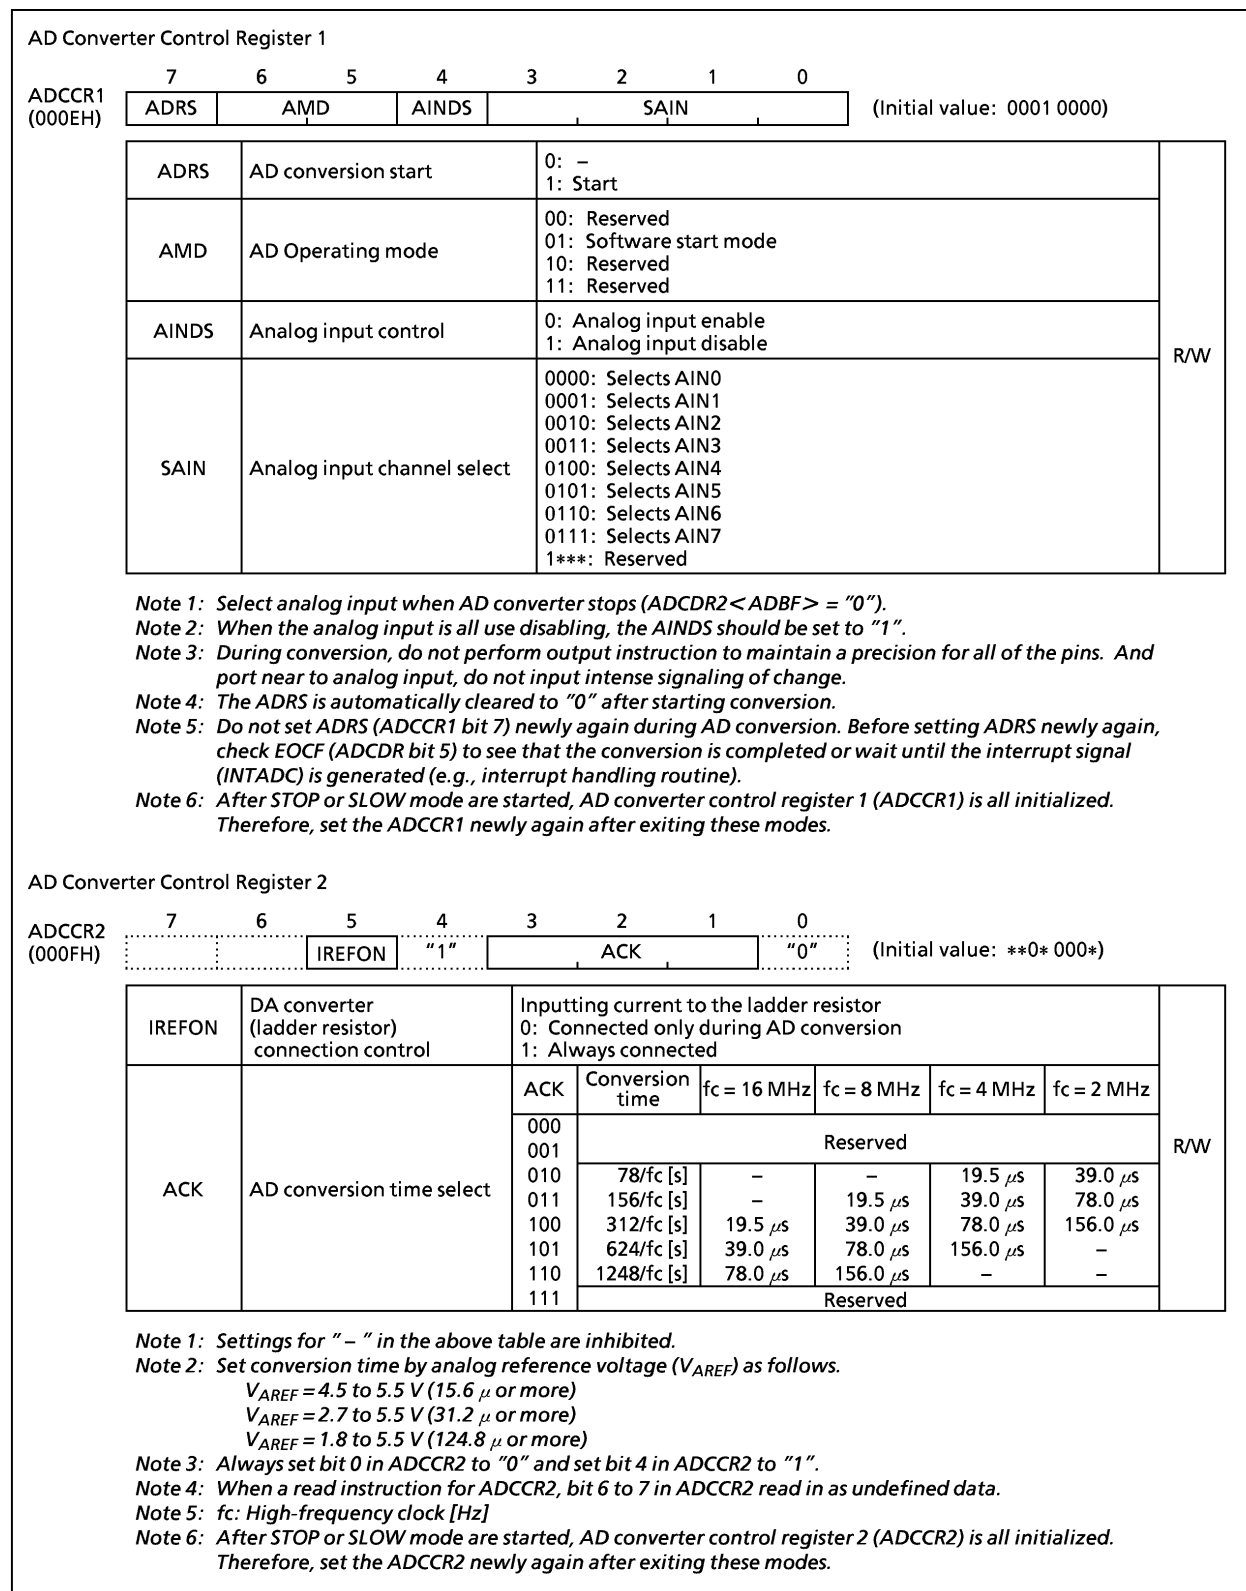 AD Converter Control Register 1
7 6 5 4 3 2 1 0
ADCCR1
(000EH)
ADRS AMD AINDS SAIN (Initial value: 0001 0000)
ADRS AD conversion start
0: –
1: Start
AMD AD Operating mode
00: Reserved
01: Software start mode
10: Reserved
11: Reserved
AINDS Analog input control
0: Analog input enable
1: Analog input disable
R/W
SAIN Analog input channel select
0000: Selects AIN0
0001: Selects AIN1
0010: Selects AIN2
0011: Selects AIN3
0100: Selects AIN4
0101: Selects AIN5
0110: Selects AIN6
0111: Selects AIN7
1***: Reserved
Note 1: Select analog input when AD converter stops (ADCDR2<ADBF> = "0").
Note 2: When the analog input is all use disabling, the AINDS should be set to "1".
Note 3: During conversion, do not perform output instruction to maintain a precision for all of the pins. And
port near to analog input, do not input intense signaling of change.
Note 4: The ADRS is automatically cleared to "0" after starting conversion.
Note 5: Do not set ADRS (ADCCR1 bit 7) newly again during AD conversion. Before setting ADRS newly again,
check EOCF (ADCDR bit 5) to see that the conversion is completed or wait until the interrupt signal
(INTADC) is generated (e.g., interrupt handling routine).
Note 6: After STOP or SLOW mode are started, AD converter control register 1 (ADCCR1) is all initialized.
Therefore, set the ADCCR1 newly again after exiting these modes.
AD Converter Control Register 2
7 6 5 4 3 2 1 0
ADCCR2
(000FH)
IREFON "1" ACK "0" (Initial value: **0* 000*)
IREFON
DA converter
(ladder resistor)
connection control
Inputting current to the ladder resistor
0: Connected only during AD conversion
1: Always connected
R/W
ACK AD conversion time select
ACK Conversion time fc = 16 MHz fc = 8 MHz fc = 4 MHz fc = 2 MHz
000
001
Reserved
010 78/fc [s] – – 19.5 μs 39.0 μs
011 156/fc [s] – 19.5 μs 39.0 μs 78.0 μs
100 312/fc [s] 19.5 μs 39.0 μs 78.0 μs 156.0 μs
101 624/fc [s] 39.0 μs 78.0 μs 156.0 μs –
110 1248/fc [s] 78.0 μs 156.0 μs – –
111 Reserved
Note 1: Settings for " – " in the above table are inhibited.
Note 2: Set conversion time by analog reference voltage (VAREF) as follows.
VAREF = 4.5 to 5.5 V (15.6 μ or more)
VAREF = 2.7 to 5.5 V (31.2 μ or more)
VAREF = 1.8 to 5.5 V (124.8 μ or more)
Note 3: Always set bit 0 in ADCCR2 to "0" and set bit 4 in ADCCR2 to "1".
Note 4: When a read instruction for ADCCR2, bit 6 to 7 in ADCCR2 read in as undefined data.
Note 5: fc: High-frequency clock [Hz]
Note 6: After STOP or SLOW mode are started, AD converter control register 2 (ADCCR2) is all initialized.
Therefore, set the ADCCR2 newly again after exiting these modes.